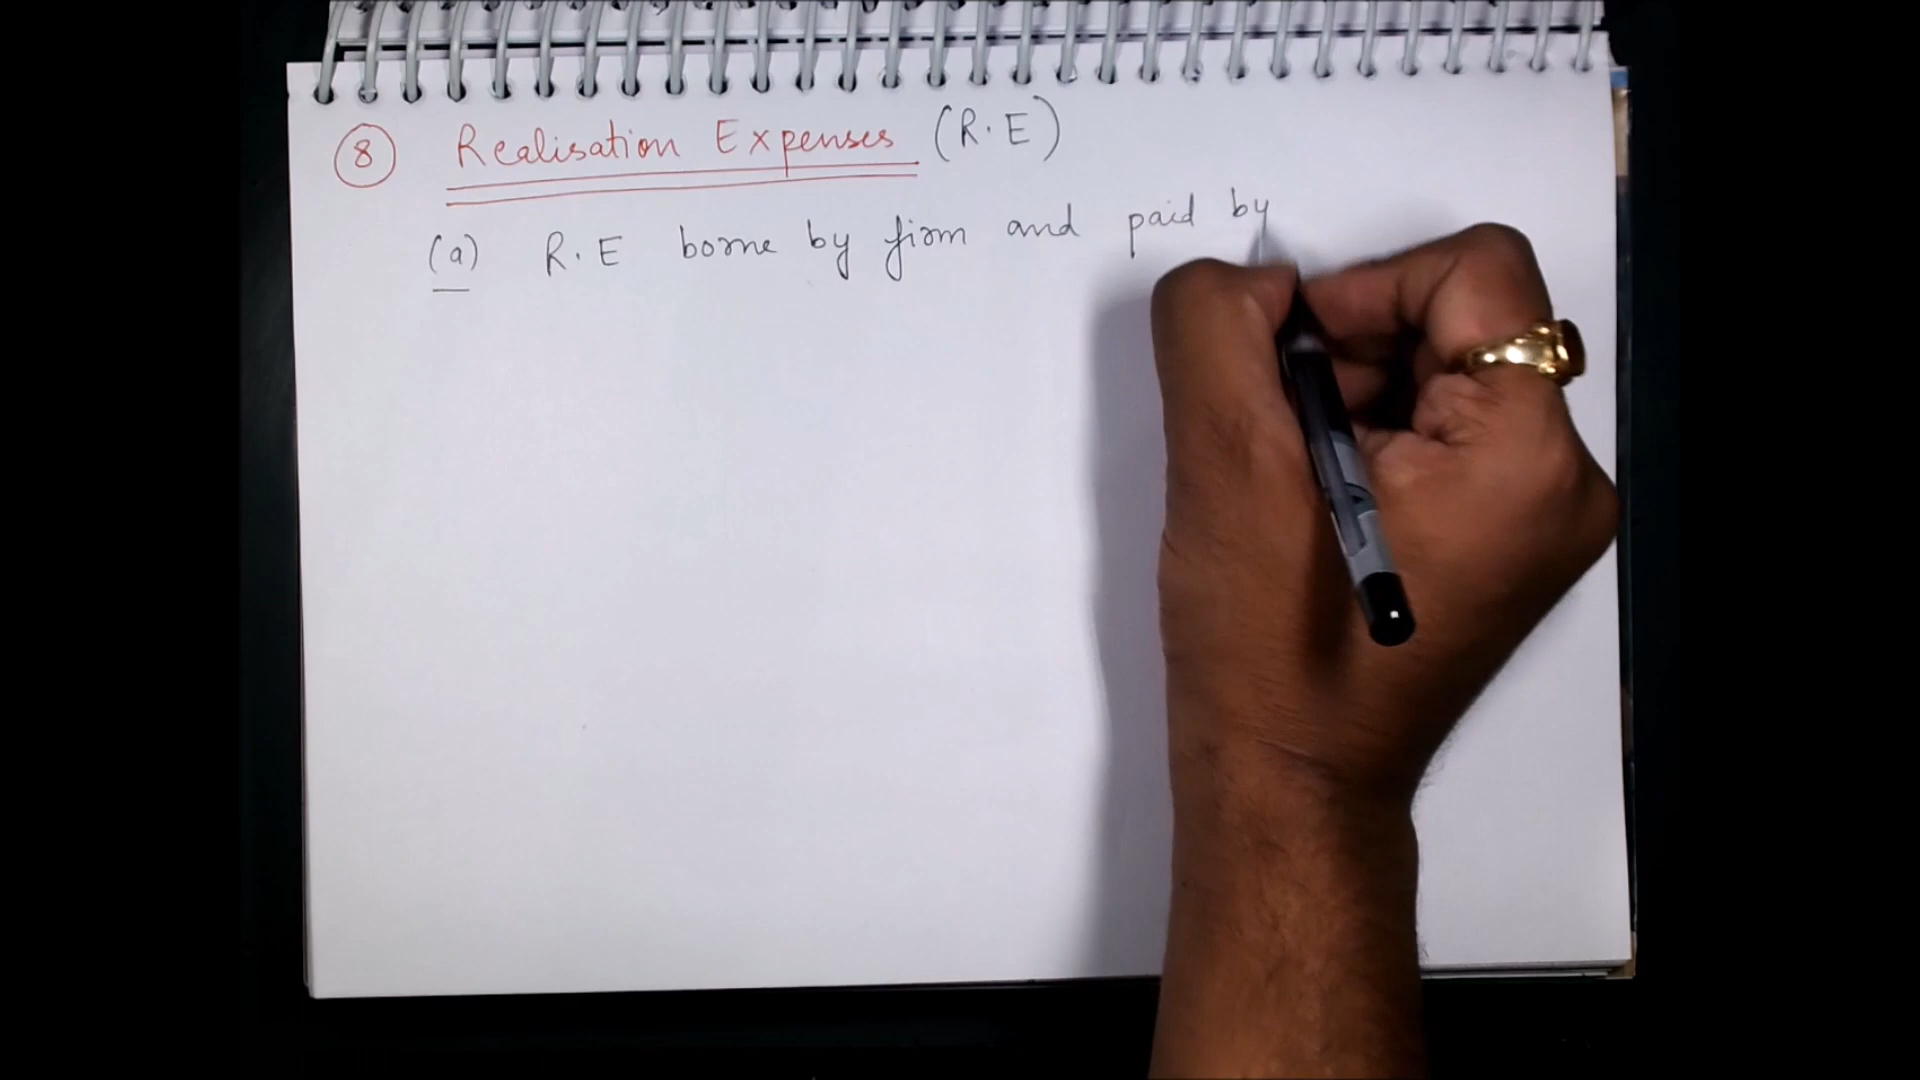 8 Realisation Expenses (R.E)
(a) R.E borne by firm and paid by